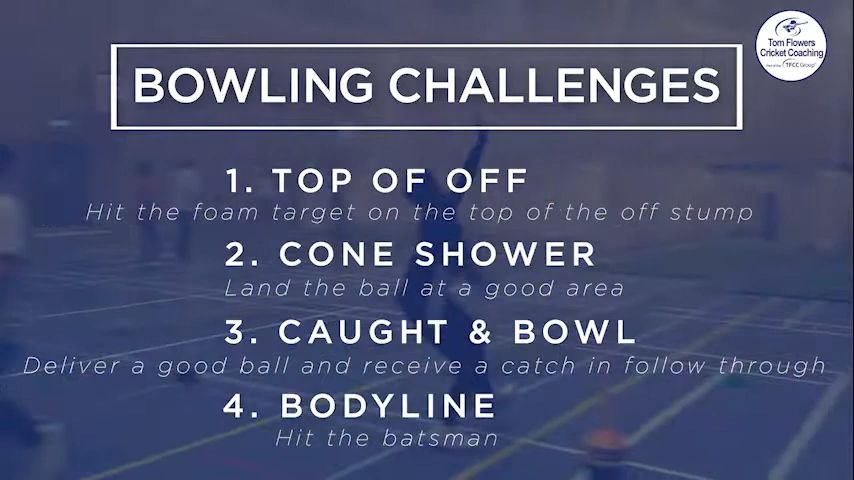 Tom Flowers
Cricket Coaching
TFCC Group
BOWLING CHALLENGES
1. TOP OF OFF
Hit the foam target on the top of the off stump
2. CONE SHOWER
Land the ball at a good area
3. CAUGHT & BOWL
Deliver a good ball and receive a catch in follow through
4. BODYLINE
Hit the batsman